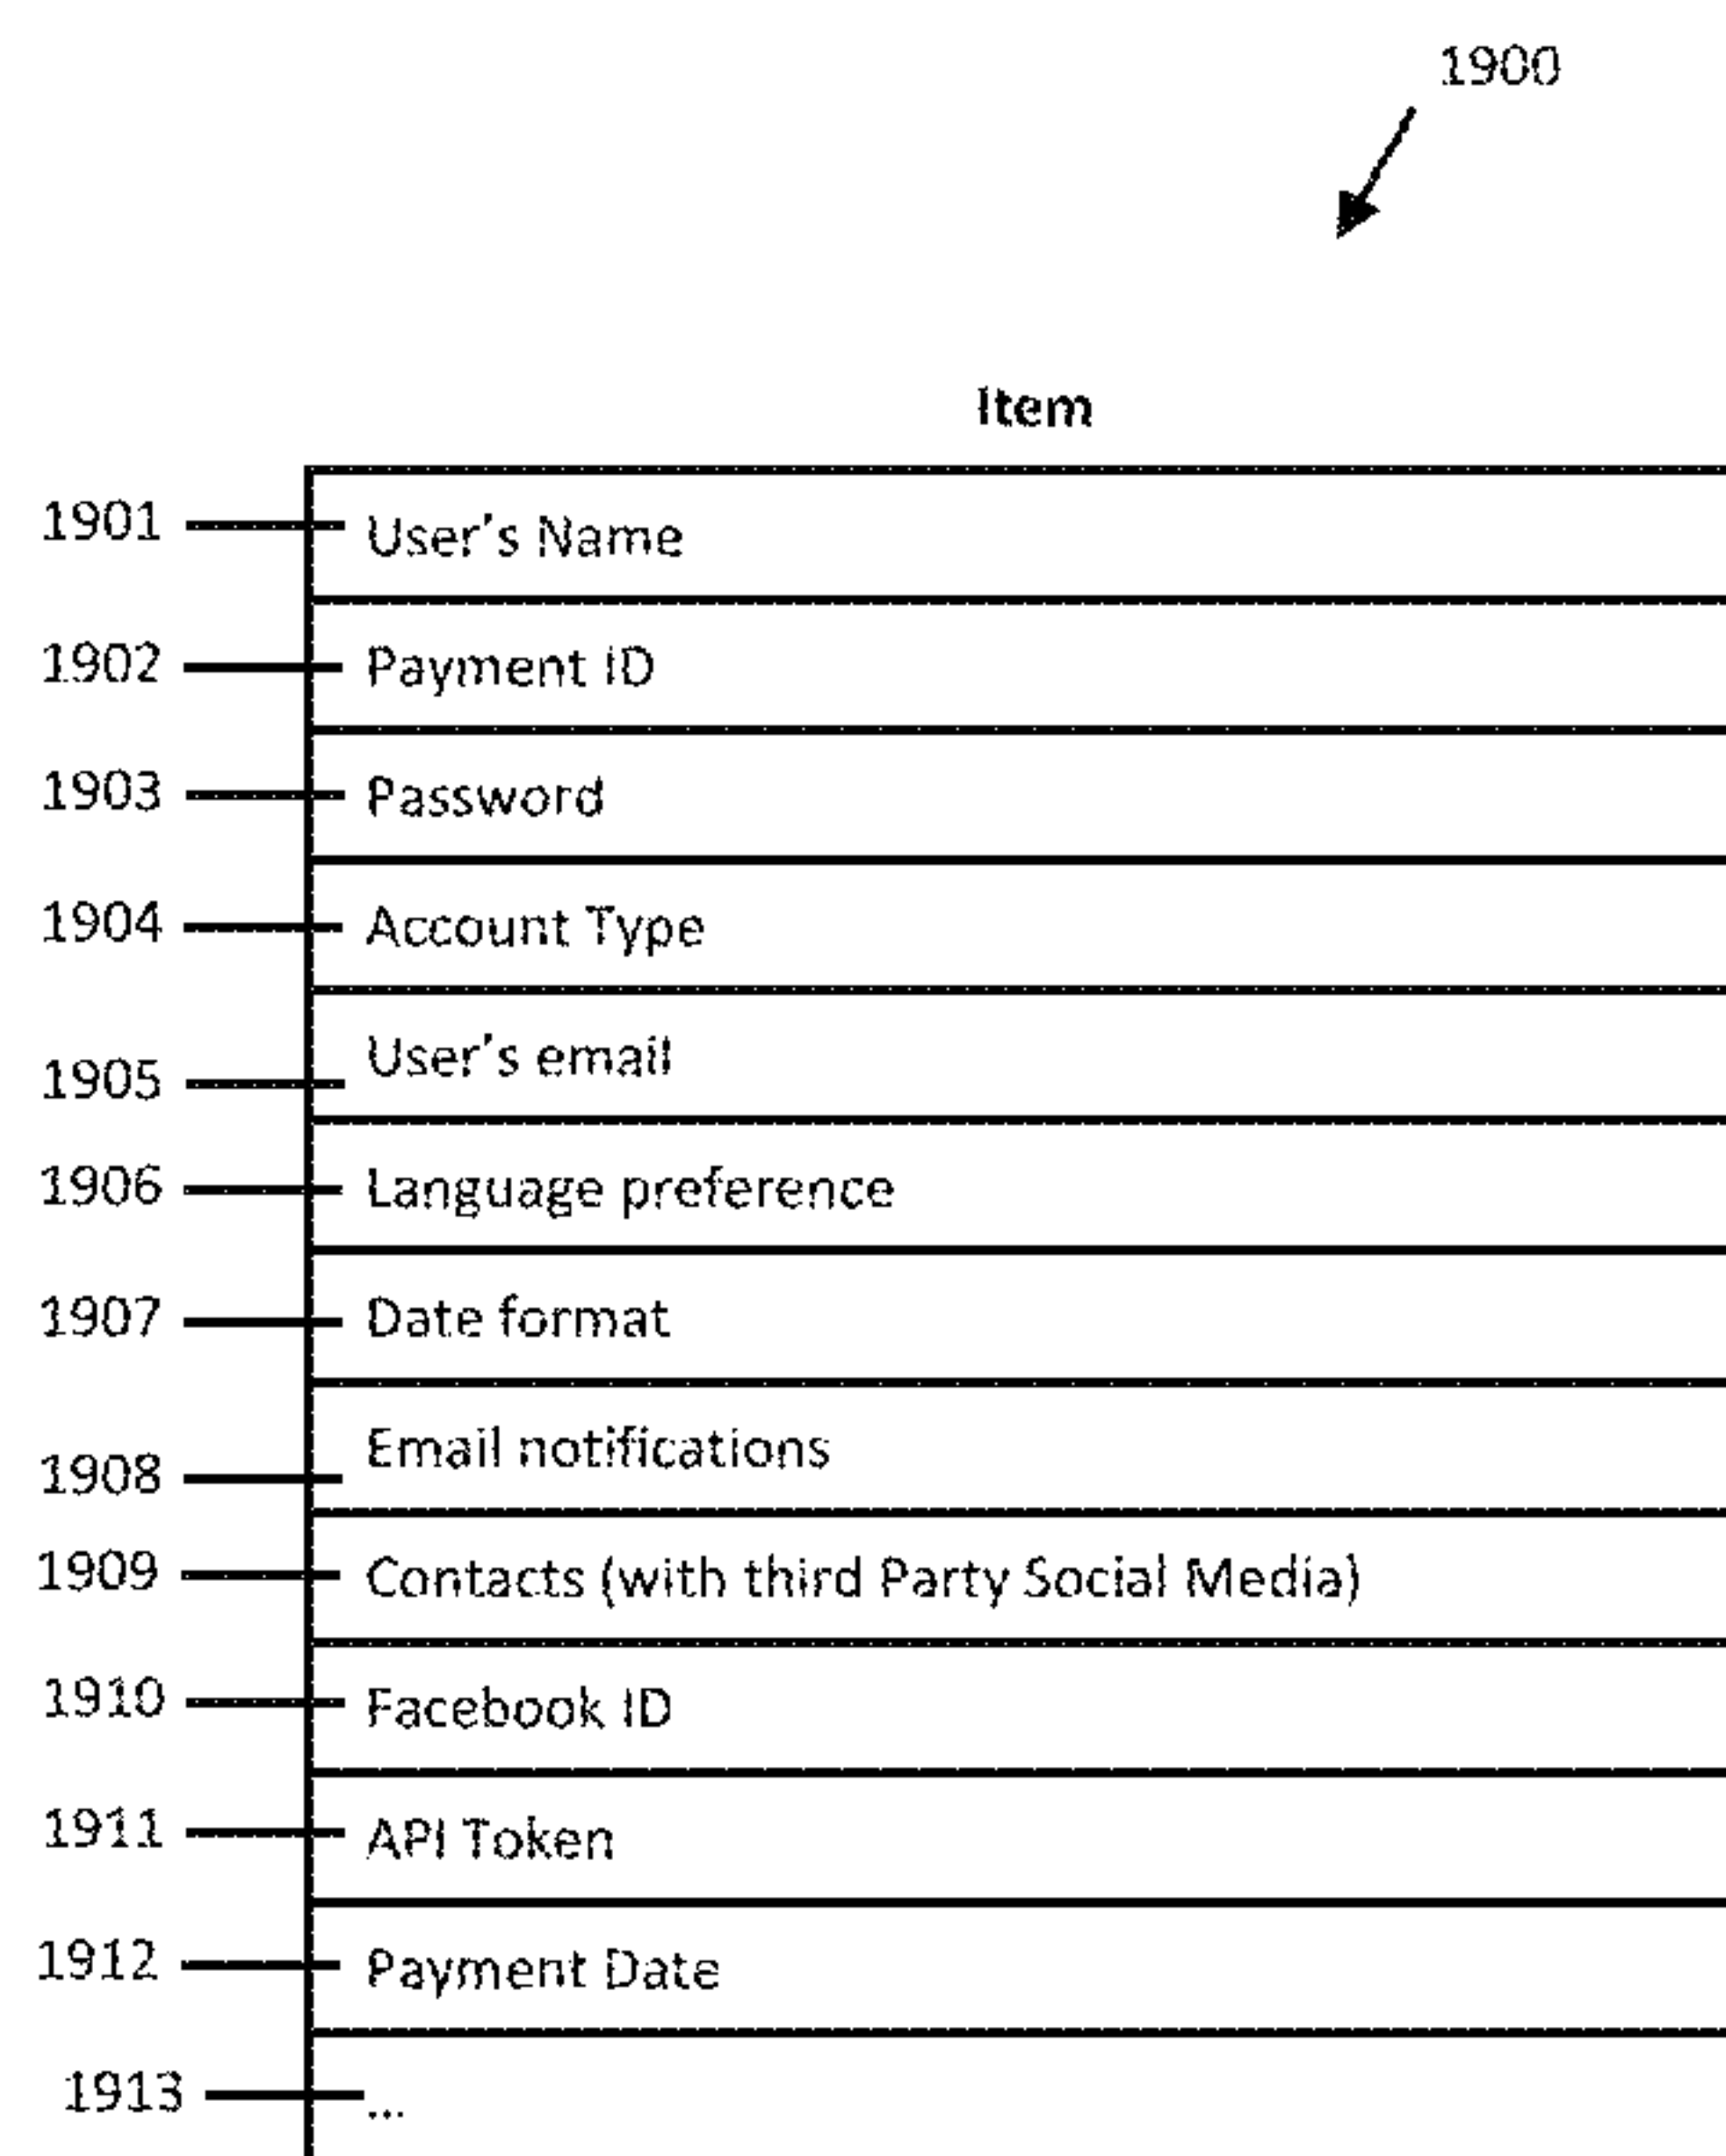 1900
Item
1901 User's Name
1902 Payment ID
1903 Password
1904 Account Type
1905 User's email
1906 Language preference
1907 Date format
1908 Email notifications
1909 Contacts (with third Party Social Media)
1910 Facebook ID
1911 API Token
1912 Payment Date
1913 ...